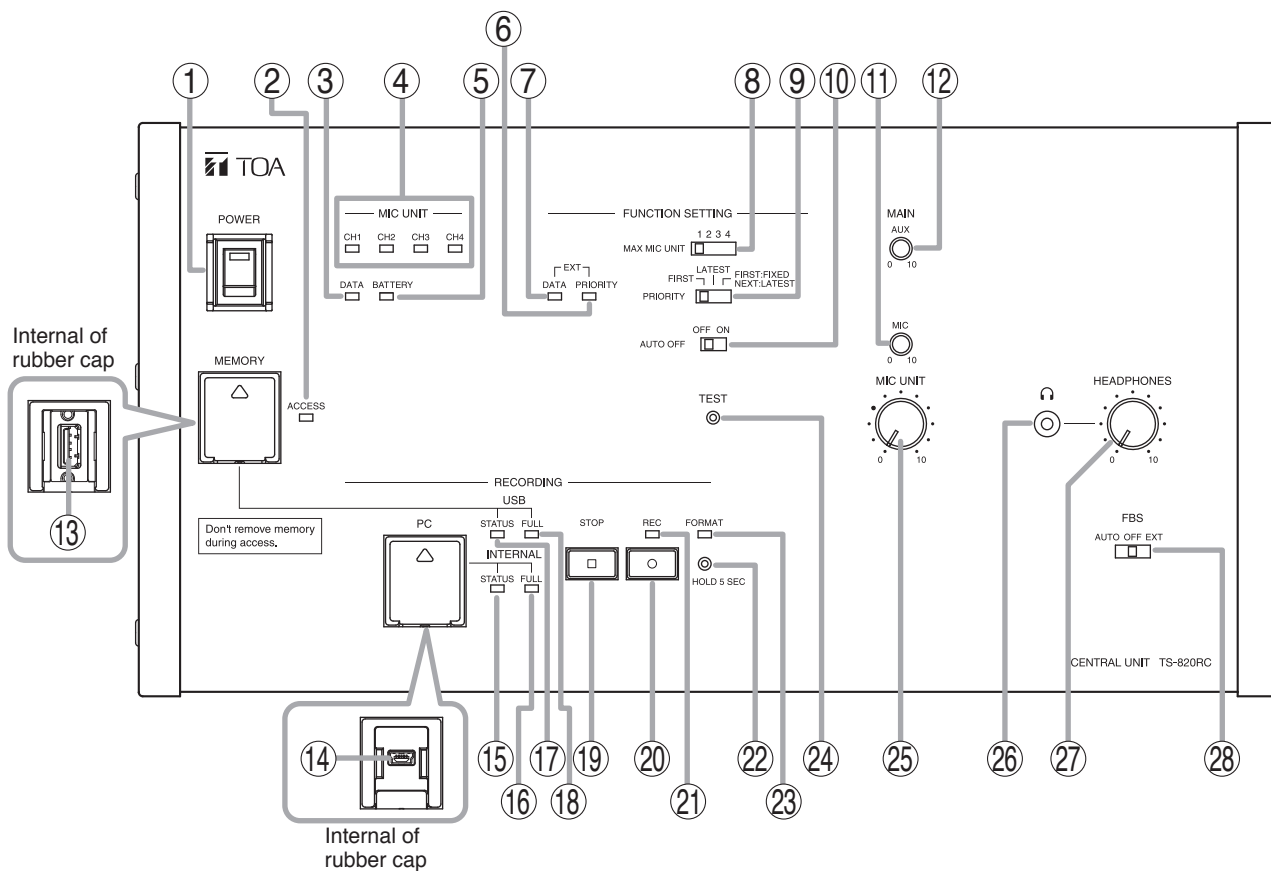 ⑥
① ② ③ ④ ⑤ ⑦ ⑧ ⑨ ⑩ ⑪ ⑫
TOA
POWER
MIC UNIT
CH1 CH2 CH3 CH4
DATA BATTERY
FUNCTION SETTING
MAX MIC UNIT 1 2 3 4
EXT
DATA PRIORITY
LATEST
FIRST FIRST:FIXED
NEXT:LATEST
PRIORITY
OFF ON
AUTO OFF
MAIN
AUX
0 10
MIC
0 10
Internal of
rubber cap
⑬
MEMORY
ACCESS
TEST
MIC UNIT
0 10
HEADPHONES
0 10
RECORDING
USB
Don't remove memory
during access.
PC
STATUS FULL
INTERNAL
STATUS FULL
STOP
REC
FORMAT
HOLD 5 SEC
FBS
AUTO OFF EXT
CENTRAL UNIT TS-820RC
⑭
Internal of
rubber cap
⑮ ⑰ ⑲ ⑳ ㉒ ㉔ ㉕ ㉖ ㉗ ㉘
⑯ ⑱ ㉑ ㉓